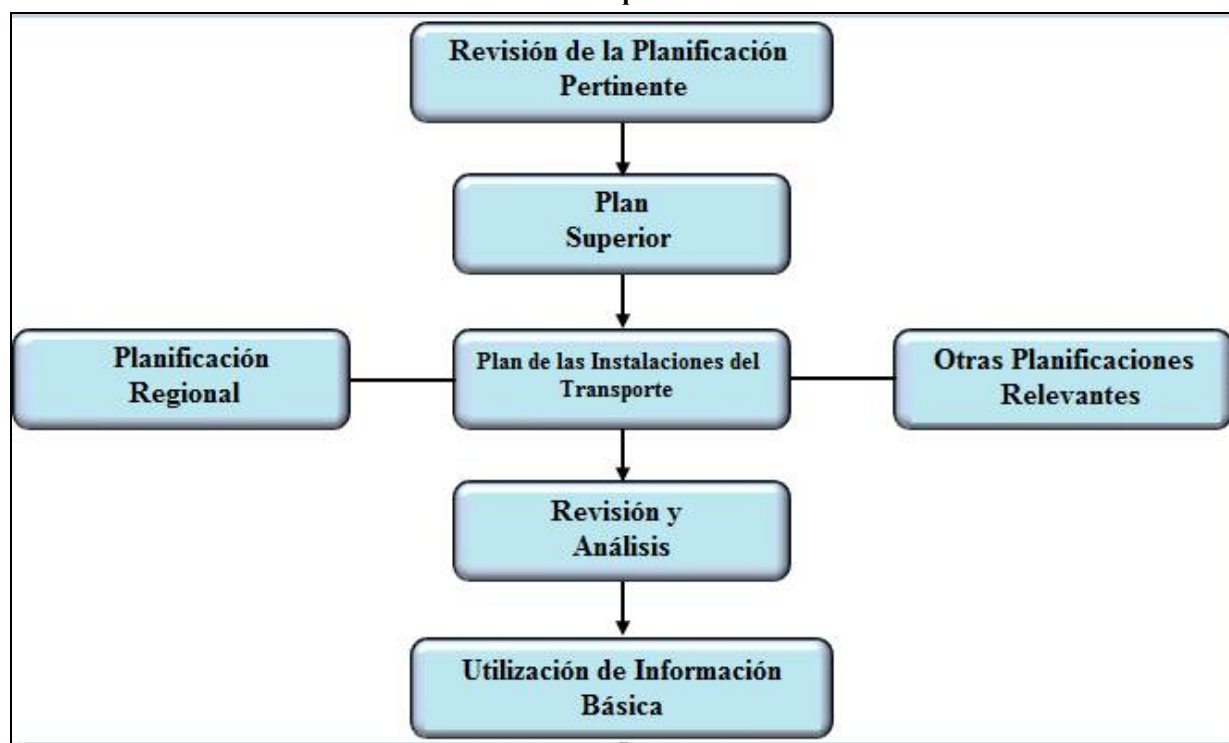 Revisión de la Planificación
Pertinente
Plan
Superior
Planificación
Regional
Plan de las Instalaciones del
Transporte
Otras Planificaciones
Relevantes
Revisión y
Análisis
Utilización de Información
Básica